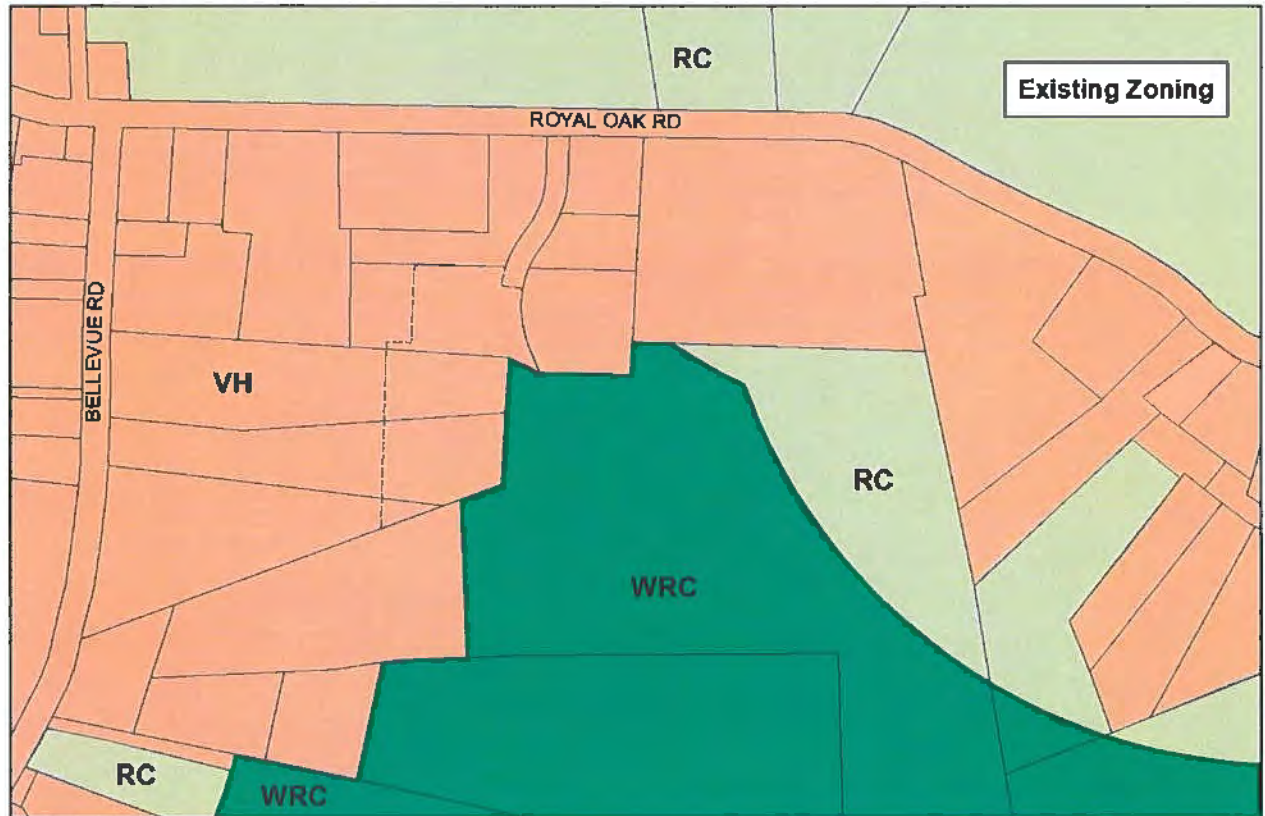 RC
Existing Zoning
ROYAL OAK RD
BELLEVUE RD
VH
RC
WRC
RC
WRC